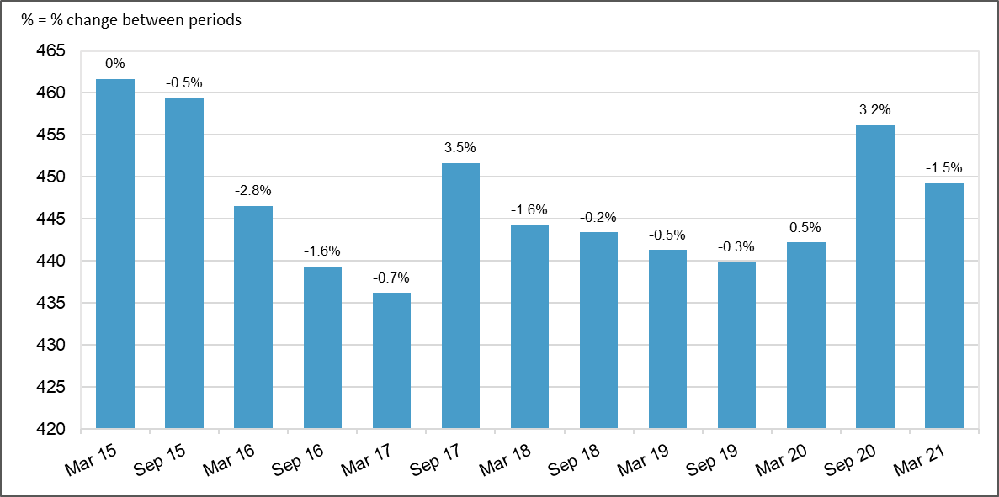 % = % change between periods
465
460
455
450
445
440
435
430
425
420
0%
-0.5%
-2.8%
-1.6%
-0.7%
3.5%
-1.6%
-0.2%
-0.5%
-0.3%
0.5%
3.2%
-1.5%
Mar 15
Sep 15
Mar 16
Sep 16
Mar 17
Sep 17
Mar 18
Sep 18
Mar 19
Sep 19
Mar 20
Sep 20
Mar 21